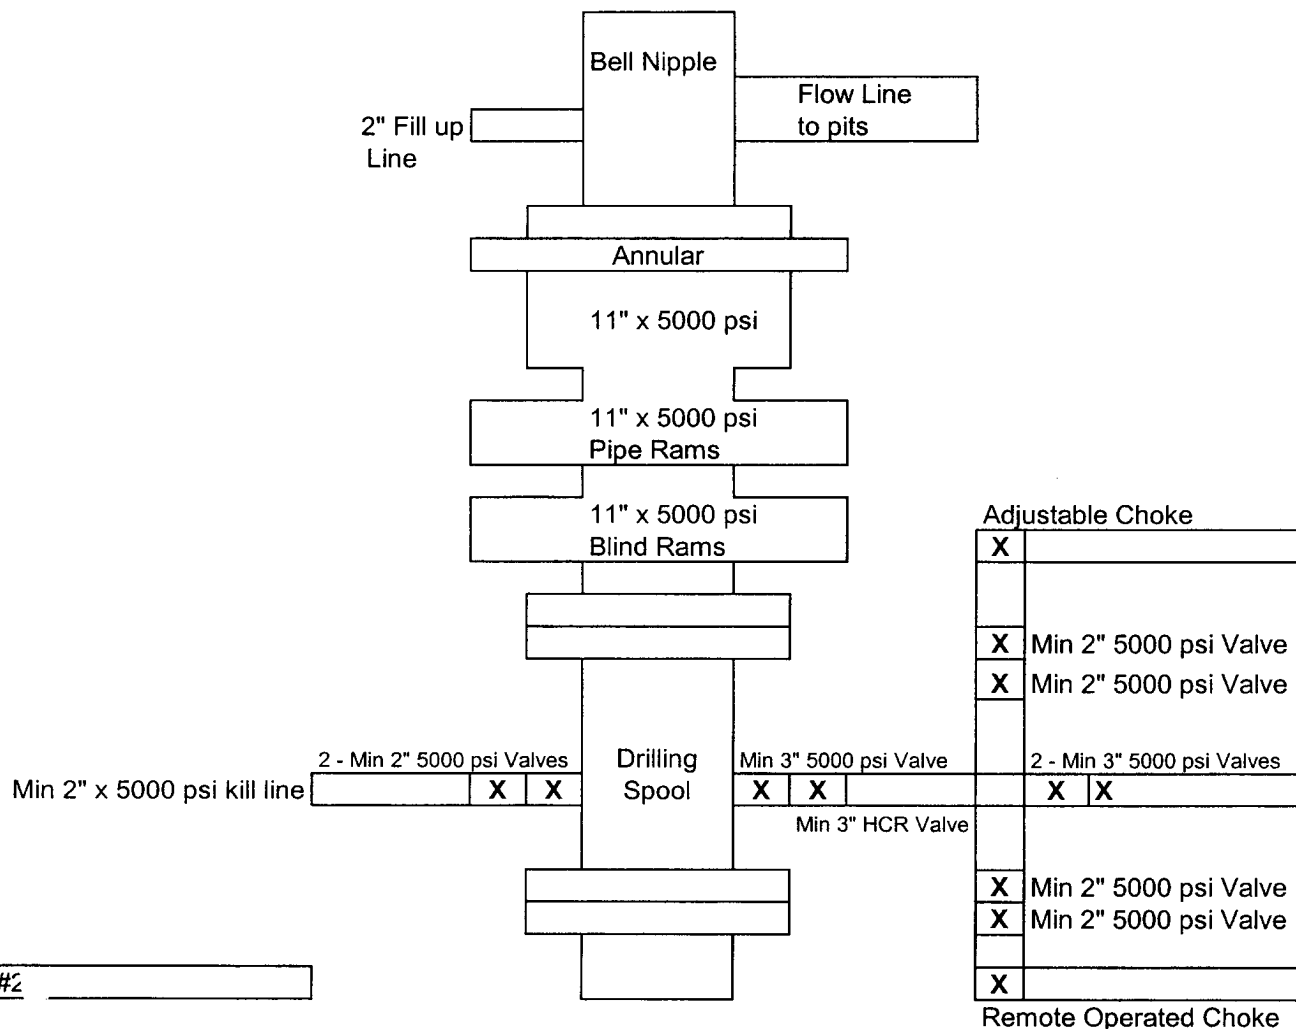 Bell Nipple
Flow Line
to pits
2" Fill up
Line
Annular
11" x 5000 psi
11" x 5000 psi
Pipe Rams
11" x 5000 psi
Blind Rams
Adjustable Choke
X
X Min 2" 5000 psi Valve
X Min 2" 5000 psi Valve
2 - Min 2" 5000 psi Valves
Drilling
Spool
Min 3" 5000 psi Valve
2 - Min 3" 5000 psi Valves
Min 2" x 5000 psi kill line
X X
X X
X X
Min 3" HCR Valve
X Min 2" 5000 psi Valve
X Min 2" 5000 psi Valve
#2
X
Remote Operated Choke